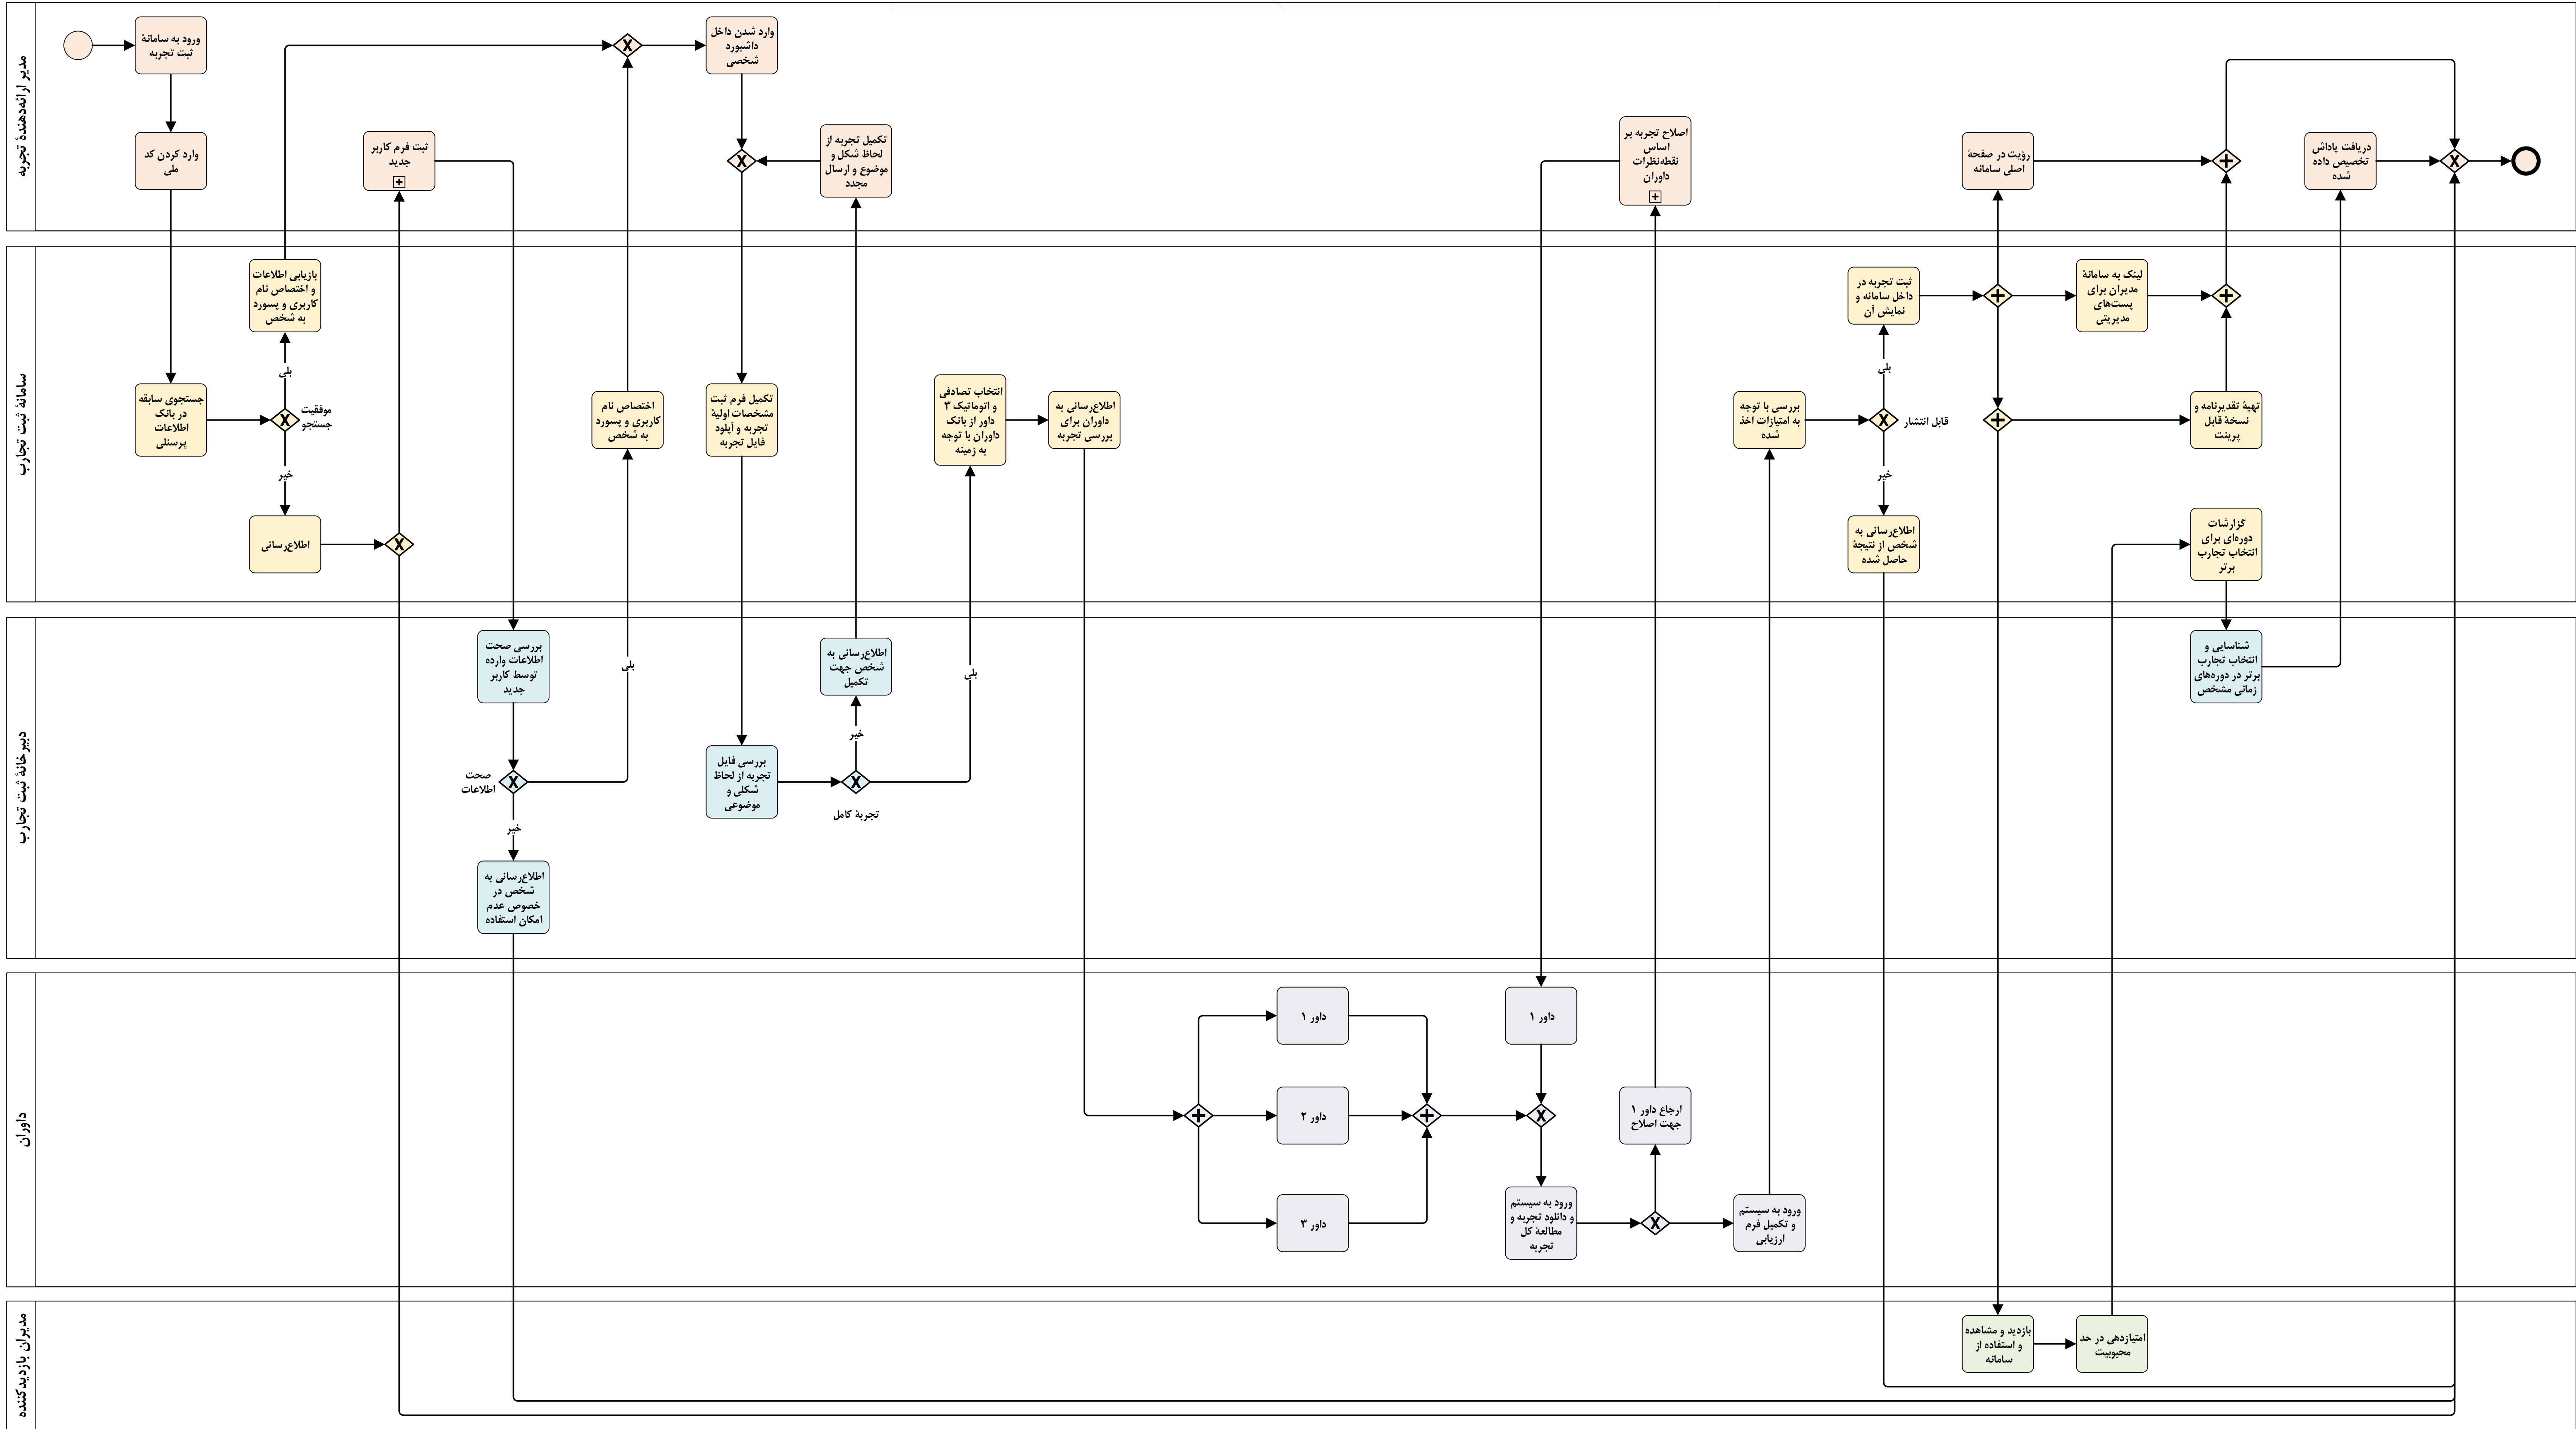 مدیر ارائه‌دهندهٔ تجربه
ورود به سامانهٔ
ثبت تجربه
وارد کردن کد
ملی
ثبت فرم کاربر
جدید
وارد شدن داخل
داشبورد
شخصی
تکمیل تجربه از
لحاظ شکل و
موضوع و ارسال
مجدد
اصلاح تجربه بر
اساس
نقطه‌نظرات
داوران
رؤیت در صفحهٔ
اصلی سامانه
دریافت پاداش
تخصیص داده
شده
سامانهٔ ثبت تجارب
جستجوی سابقه
در بانک
اطلاعات
پرسنلی
بازیابی اطلاعات
و اختصاص نام
کاربری و پسورد
به شخص
بلی
موفقیت
جستجو
خیر
اطلاع‌رسانی
اختصاص نام
کاربری و پسورد
به شخص
تکمیل فرم ثبت
مشخصات اولیهٔ
تجربه و آپلود
فایل تجربه
انتخاب تصادفی
و اتوماتیک ۳
داور از بانک
داوران با توجه
به زمینه
اطلاع‌رسانی به
داوران برای
بررسی تجربه
بررسی با توجه
به امتیازات اخذ
شده
ثبت تجربه در
داخل سامانه و
نمایش آن
بلی
قابل انتشار
خیر
اطلاع‌رسانی به
شخص از نتیجهٔ
حاصل شده
لینک به سامانهٔ
مدیران برای
پست‌های
مدیریتی
تهیهٔ تقدیرنامه و
نسخهٔ قابل
پرینت
گزارشات
دوره‌ای برای
انتخاب تجارب
برتر
دبیرخانهٔ ثبت تجارب
بررسی صحت
اطلاعات وارده
توسط کاربر
جدید
صحت
اطلاعات
بلی
خیر
اطلاع‌رسانی به
شخص در
خصوص عدم
امکان استفاده
بررسی فایل
تجربه از لحاظ
شکلی و
موضوعی
اطلاع‌رسانی به
شخص جهت
تکمیل
خیر
تجربهٔ کامل
بلی
شناسایی و
انتخاب تجارب
برتر در دوره‌های
زمانی مشخص
داوران
داور ۱
داور ۲
داور ۳
داور ۱
ورود به سیستم
و دانلود تجربه و
مطالعهٔ کل
تجربه
ارجاع داور ۱
جهت اصلاح
ورود به سیستم
و تکمیل فرم
ارزیابی
مدیران بازدیدکننده
بازدید و مشاهده
و استفاده از
سامانه
امتیازدهی در حد
محبوبیت